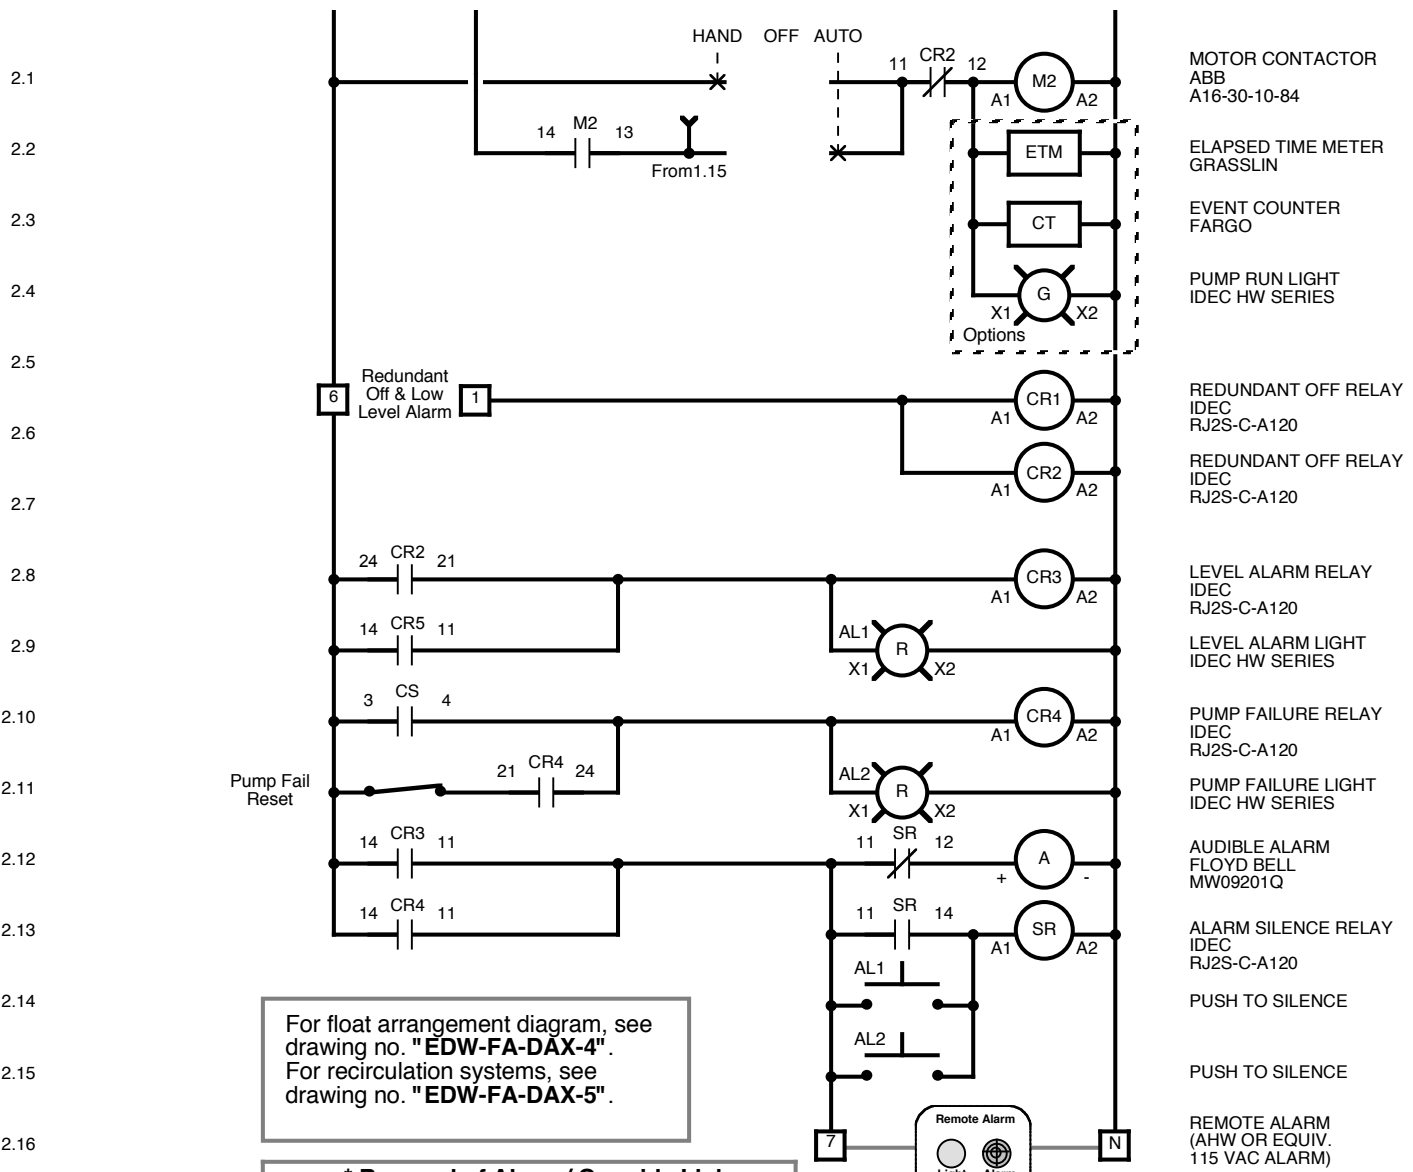 HAND OFF AUTO
2.1
11 CR2 12
M2
A1 A2
MOTOR CONTACTOR
ABB
A16-30-10-84
2.2
14 M2 13
From1.15
ETM
ELAPSED TIME METER
GRASSLIN
2.3
CT
EVENT COUNTER
FARGO
2.4
G
X1 X2
Options
PUMP RUN LIGHT
IDEC HW SERIES
2.5
6
Redundant
Off & Low
Level Alarm
1
CR1
A1 A2
REDUNDANT OFF RELAY
IDEC
RJ2S-C-A120
2.6
CR2
A1 A2
REDUNDANT OFF RELAY
IDEC
RJ2S-C-A120
2.7
2.8
24 CR2 21
CR3
A1 A2
LEVEL ALARM RELAY
IDEC
RJ2S-C-A120
2.9
14 CR5 11
AL1
R
X1 X2
LEVEL ALARM LIGHT
IDEC HW SERIES
2.10
3 CS 4
CR4
A1 A2
PUMP FAILURE RELAY
IDEC
RJ2S-C-A120
2.11
Pump Fail
Reset
21 CR4 24
AL2
R
X1 X2
PUMP FAILURE LIGHT
IDEC HW SERIES
2.12
14 CR3 11
11 SR 12
A
+ -
AUDIBLE ALARM
FLOYD BELL
MW09201Q
2.13
14 CR4 11
11 SR 14
SR
A1 A2
ALARM SILENCE RELAY
IDEC
RJ2S-C-A120
2.14
AL1
PUSH TO SILENCE
For float arrangement diagram, see
drawing no. "EDW-FA-DAX-4".
For recirculation systems, see
drawing no. "EDW-FA-DAX-5".
2.15
AL2
PUSH TO SILENCE
2.16
7
Remote Alarm
Light Alarm
N
REMOTE ALARM
(AHW OR EQUIV.
115 VAC ALARM)